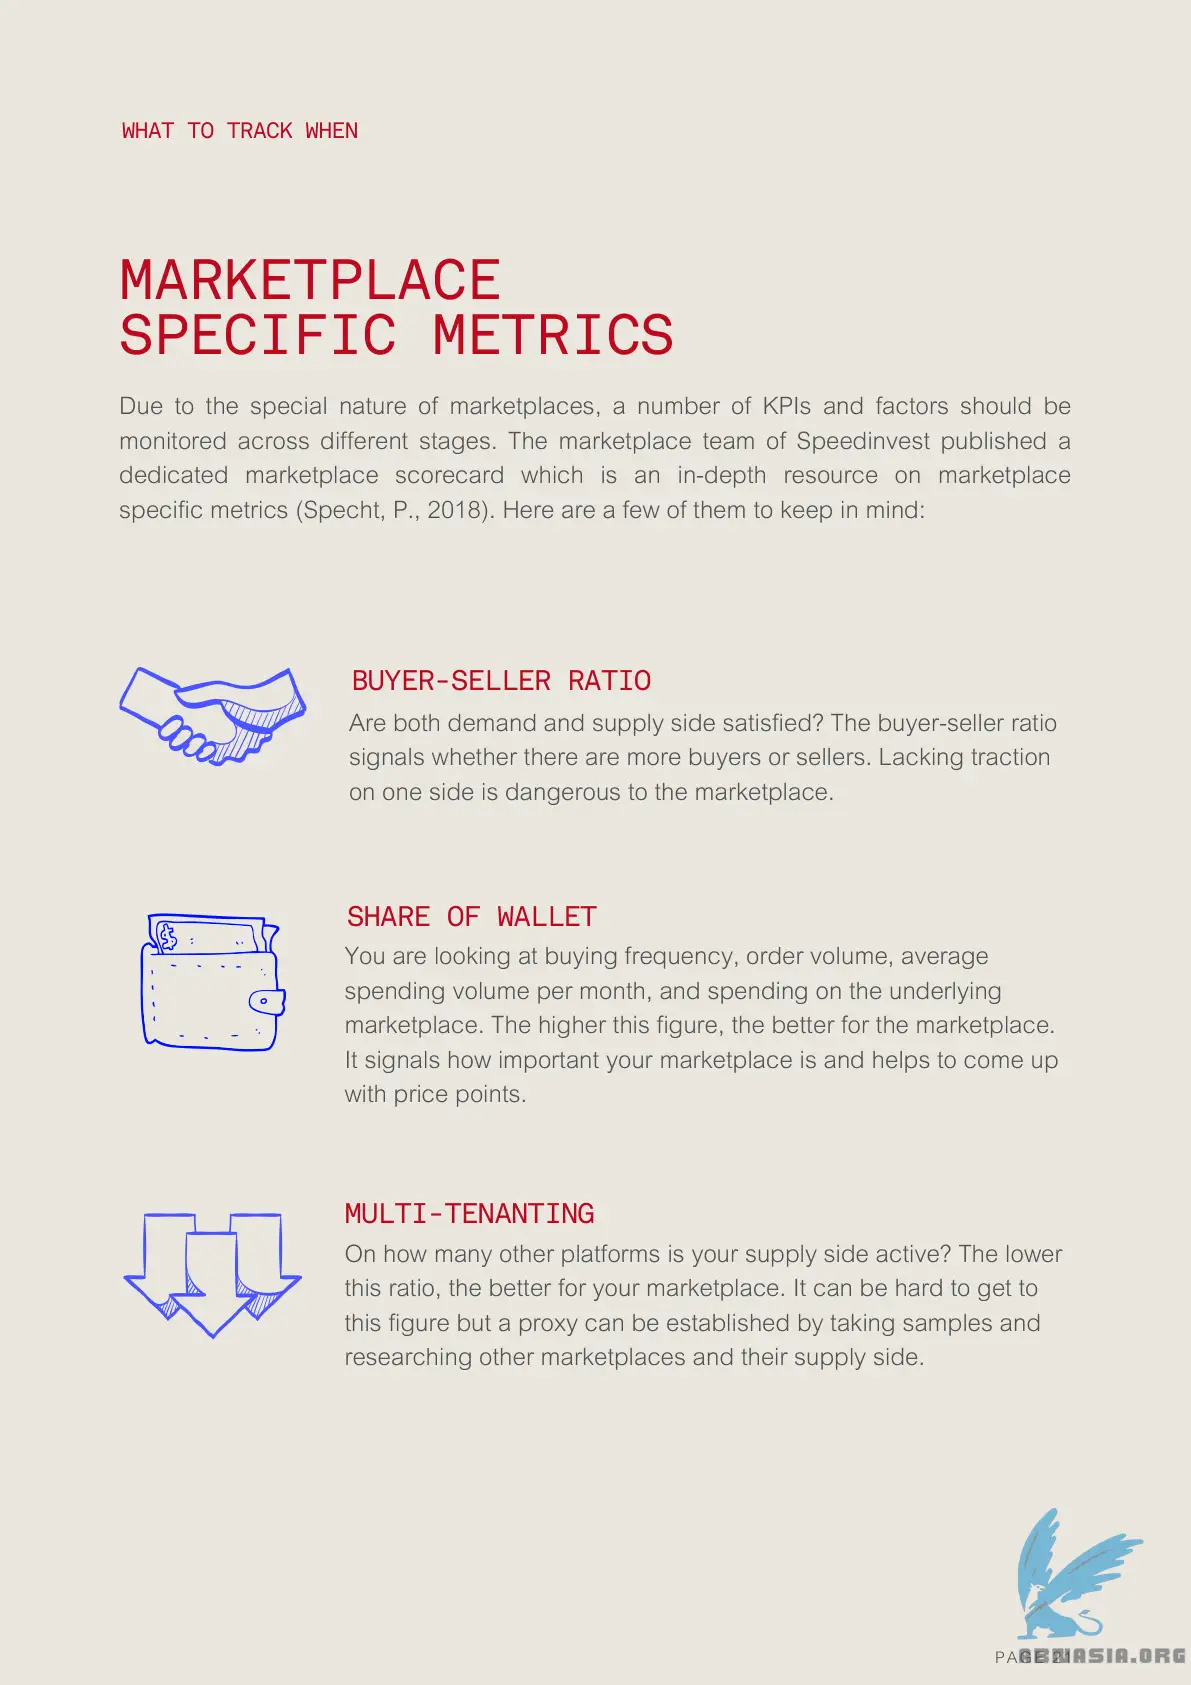 WHAT TO TRACK WHEN
MARKETPLACE
SPECIFIC METRICS
Due to the special nature of marketplaces, a number of KPIs and factors should be
monitored across different stages. The marketplace team of Speedinvest published a
dedicated marketplace scorecard which is an in-depth resource on marketplace
specific metrics (Specht, P., 2018). Here are a few of them to keep in mind:
BUYER-SELLER RATIO
Are both demand and supply side satisfied? The buyer-seller ratio
signals whether there are more buyers or sellers. Lacking traction
on one side is dangerous to the marketplace.
SHARE OF WALLET
You are looking at buying frequency, order volume, average
spending volume per month, and spending on the underlying
marketplace. The higher this figure, the better for the marketplace.
It signals how important your marketplace is and helps to come up
with price points.
MULTI-TENANTING
On how many other platforms is your supply side active? The lower
this ratio, the better for your marketplace. It can be hard to get to
this figure but a proxy can be established by taking samples and
researching other marketplaces and their supply side.
PAGE 21